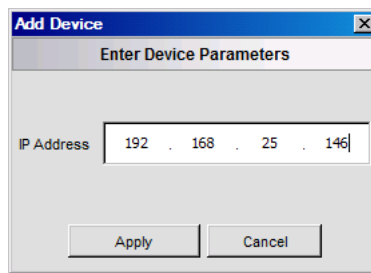 Add Device
Enter Device Parameters
IP Address 192 . 168 . 25 . 146
Apply Cancel